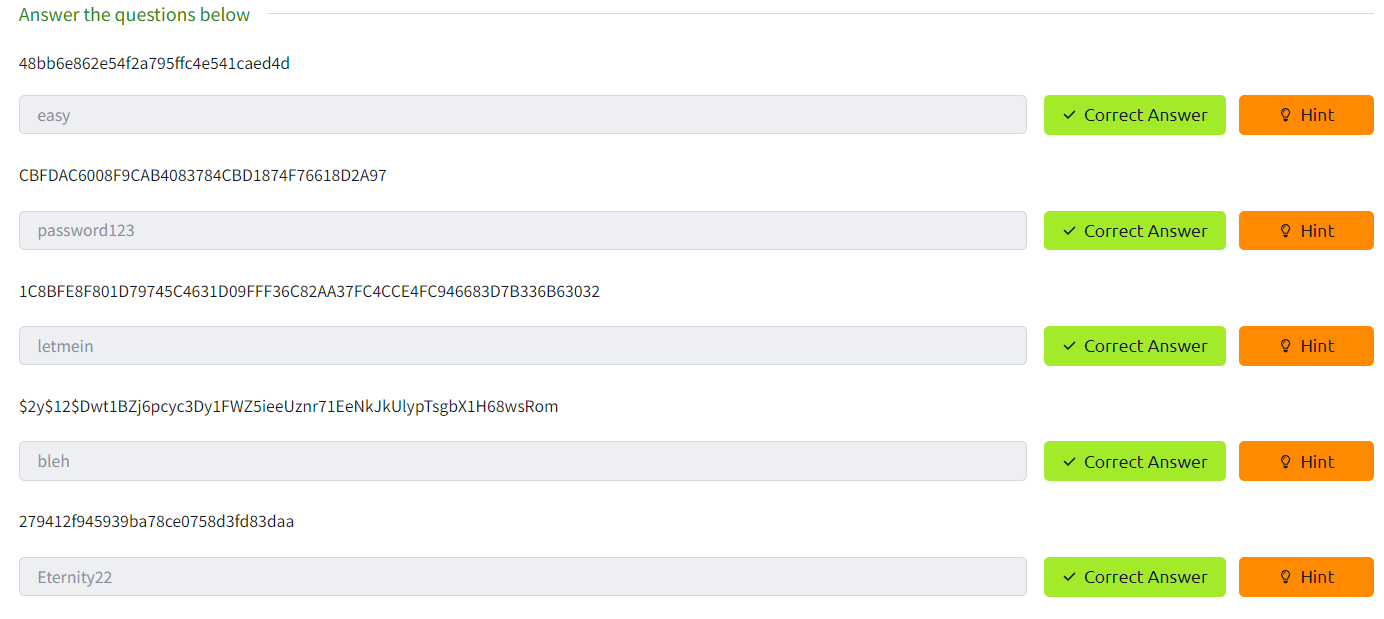 Answer the questions below
48bb6e862e54f2a795ffc4e541caed4d
easy
Correct Answer
Hint
CBFDAC6008F9CAB4083784CBD1874F76618D2A97
password123
Correct Answer
Hint
1C8BFE8F801D79745C4631D09FFF36C82AA37FC4CCE4FC946683D7B336B63032
letmein
Correct Answer
Hint
$2y$12$Dwt1BZj6pcyc3Dy1FWZ5ieeUznr71EeNkJkUlypTsgbX1H68wsRom
bleh
Correct Answer
Hint
279412f945939ba78ce0758d3fd83daa
Eternity22
Correct Answer
Hint